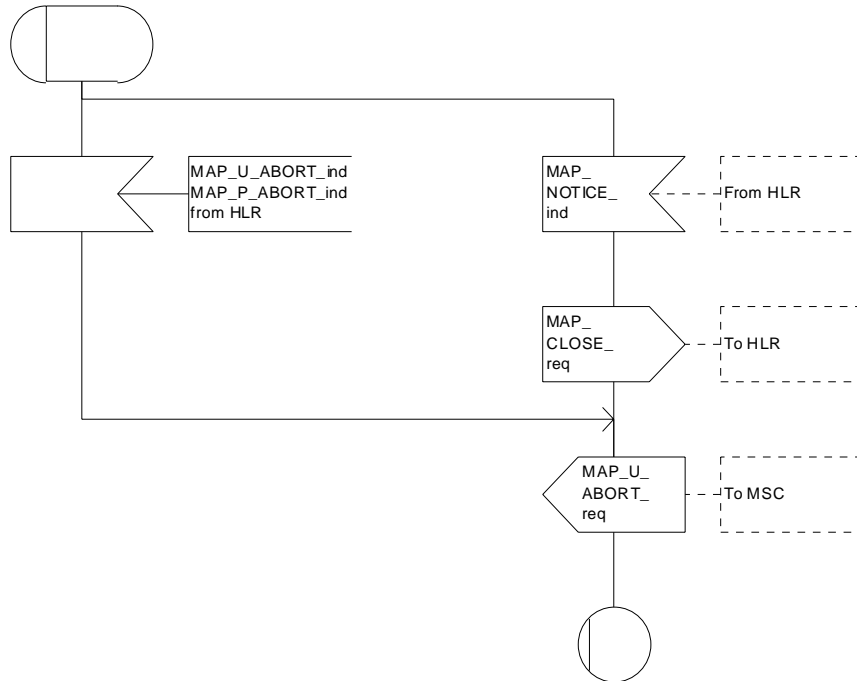 MAP_U_ABORT_ind
MAP_P_ABORT_ind
from HLR
MAP_
NOTICE_
ind
From HLR
MAP_
CLOSE_
req
To HLR
MAP_U_
ABORT_
req
To MSC